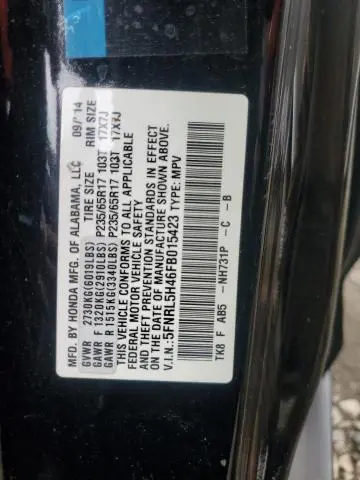 MFD. BY HONDA MFG. OF ALABAMA, LLC 09/14
GVWR 2730KG(6019LBS) TIRE SIZE RIM SIZE
GAWR F 1320KG(2910LBS) P235/65R17 103T 17X7J
GAWR R 1515KG(3340LBS) P235/65R17 103T 17X7J
THIS VEHICLE CONFORMS TO ALL APPLICABLE
FEDERAL MOTOR VEHICLE SAFETY
AND THEFT PREVENTION STANDARDS IN EFFECT
ON THE DATE OF MANUFACTURE SHOWN ABOVE.
V.I.N.:5FNRL5H46FB015423 TYPE: MPV
TK8 F AB5 -NH731P -C -B